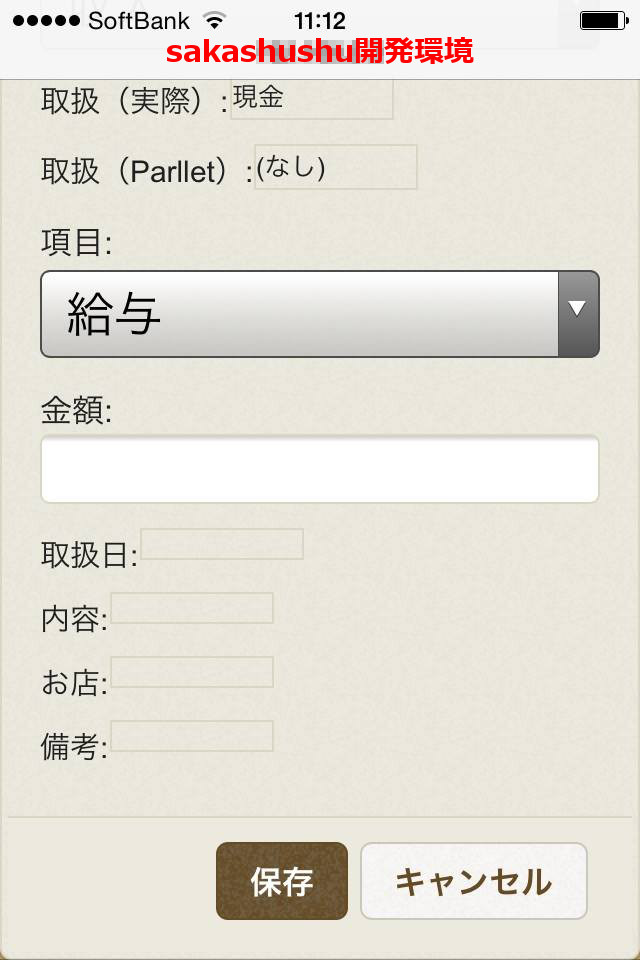 SoftBank 11:12
sakashushu開発環境
取扱（実際）:現金
取扱（Parllet）:(なし)
項目:
給与
金額:
取扱日:
内容:
お店:
備考:
保存 キャンセル